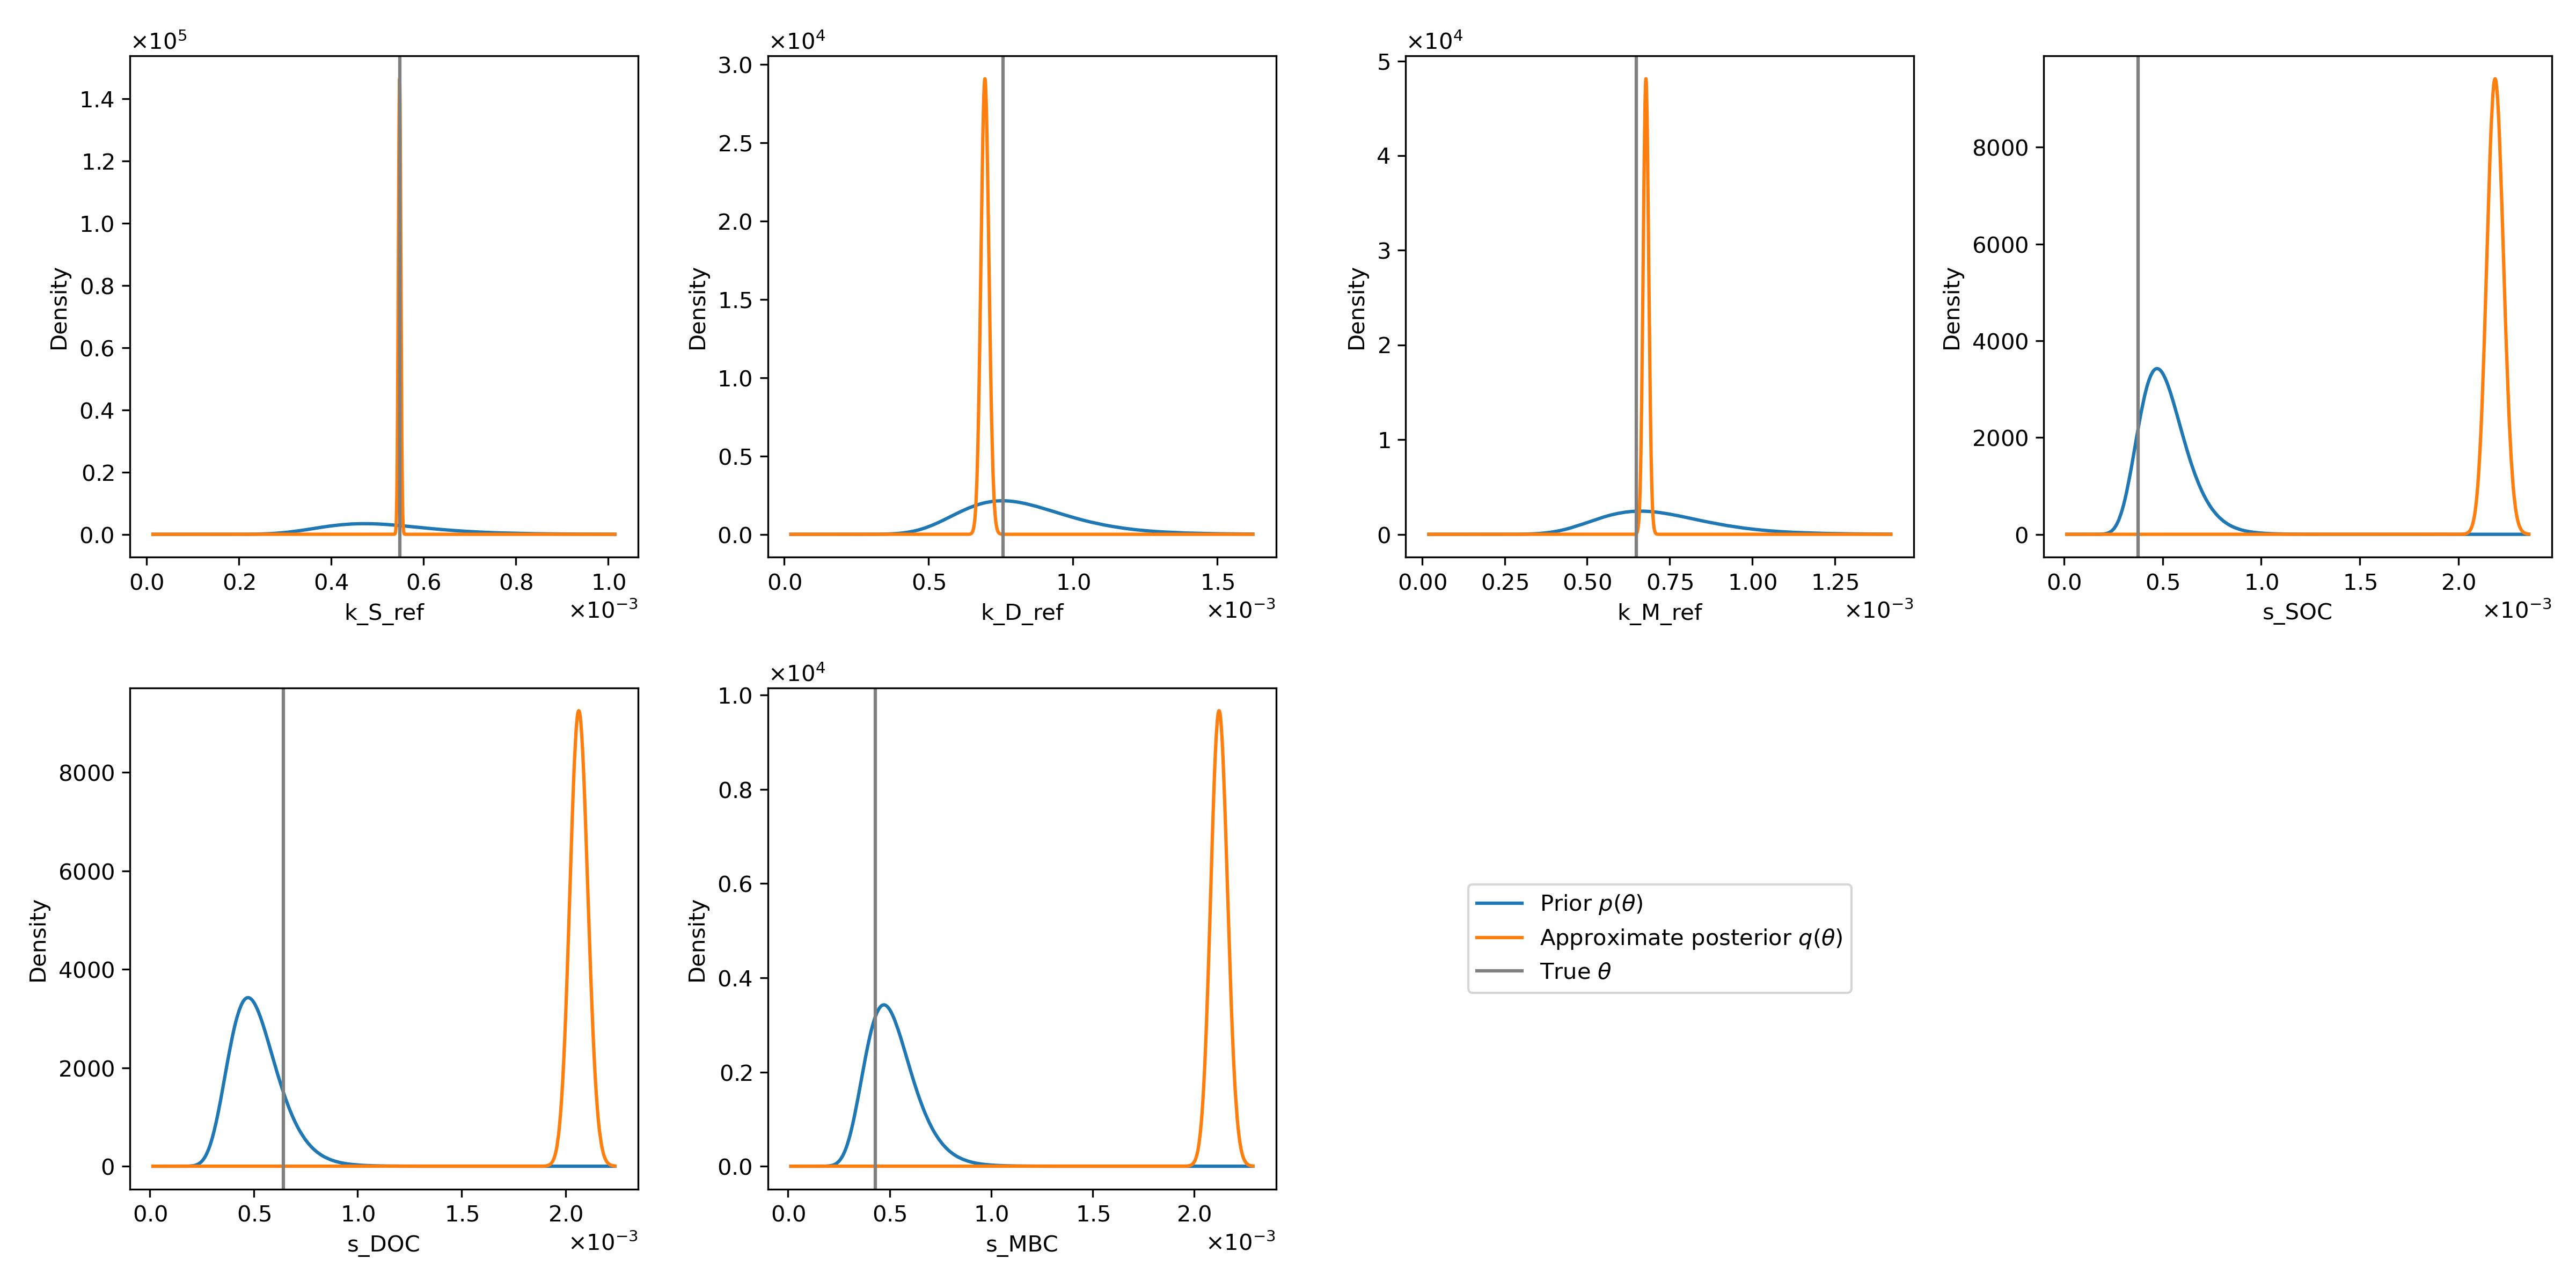 ×10⁵
1.4
1.2
1.0
0.8
0.6
0.4
0.2
0.0
Density
0.0 0.2 0.4 0.6 0.8 1.0
×10⁻³
k_S_ref
×10⁴
3.0
2.5
2.0
1.5
1.0
0.5
0.0
Density
0.0 0.5 1.0 1.5
×10⁻³
k_D_ref
×10⁴
5
4
3
2
1
0
Density
0.00 0.25 0.50 0.75 1.00 1.25
×10⁻³
k_M_ref
8000
6000
4000
2000
0
Density
0.0 0.5 1.0 1.5 2.0
×10⁻³
s_SOC
8000
6000
4000
2000
0
Density
0.0 0.5 1.0 1.5 2.0
×10⁻³
s_DOC
×10⁴
1.0
0.8
0.6
0.4
0.2
0.0
Density
0.0 0.5 1.0 1.5 2.0
×10⁻³
s_MBC
Prior p(θ)
Approximate posterior q(θ)
True θ